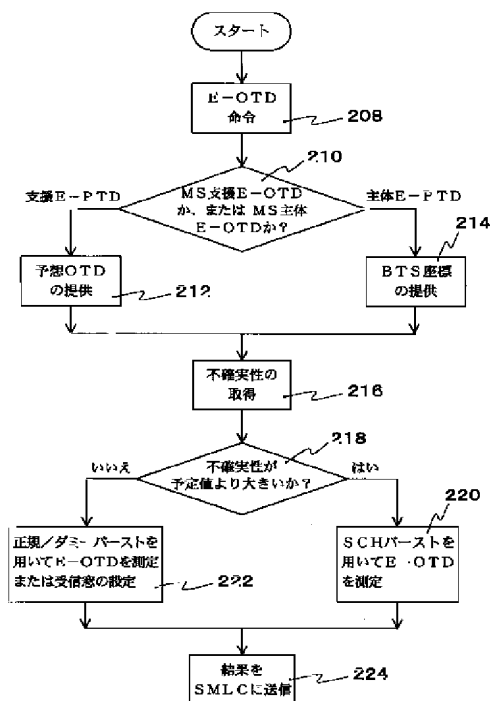 スタート
E-OTD
命令
208
210
支援E-PTD
MS支援E-OTD
か、または MS主体
E-OTDか?
主体E-PTD
214
予想OTD
の提供
212
BTS座標
の提供
不確実性の
取得
216
218
いいえ
不確実性が
予定値より大きいか?
はい
220
正規/ダミーバーストを
用いてE-OTDを測定
または受信窓の設定
222
SCHバーストを
用いてE-OTD
を測定
結果を
SMLCに送信
224